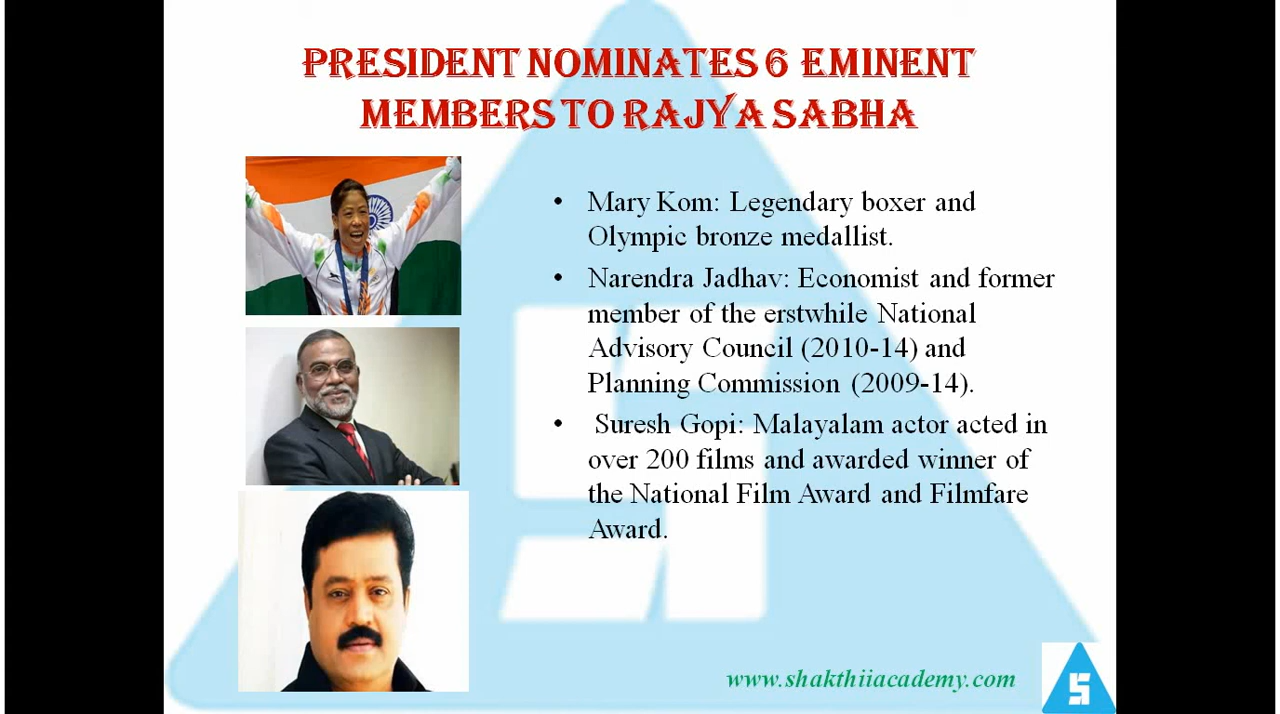 PRESIDENT NOMINATES 6 EMINENT
MEMBERS TO RAJYA SABHA
• Mary Kom: Legendary boxer and
Olympic bronze medallist.
• Narendra Jadhav: Economist and former
member of the erstwhile National
Advisory Council (2010-14) and
Planning Commission (2009-14).
• Suresh Gopi: Malayalam actor acted in
over 200 films and awarded winner of
the National Film Award and Filmfare
Award.
www.shakthiiacademy.com